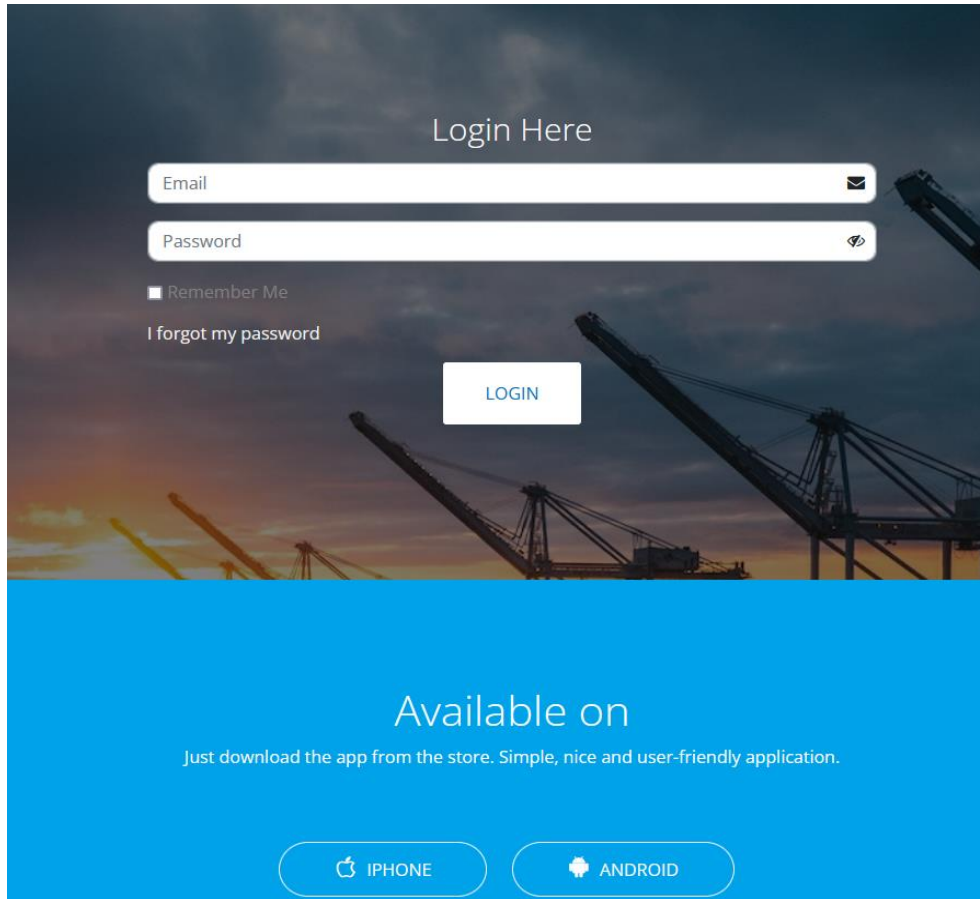 Login Here
Email
Password
Remember Me
I forgot my password
LOGIN
Available on
Just download the app from the store. Simple, nice and user-friendly application.
IPHONE
ANDROID